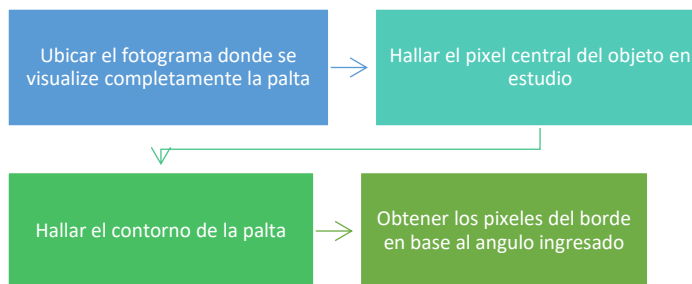 Ubicar el fotograma donde se
visualize completamente la palta
Hallar el pixel central del objeto en
estudio
Hallar el contorno de la palta
Obtener los pixeles del borde
en base al angulo ingresado